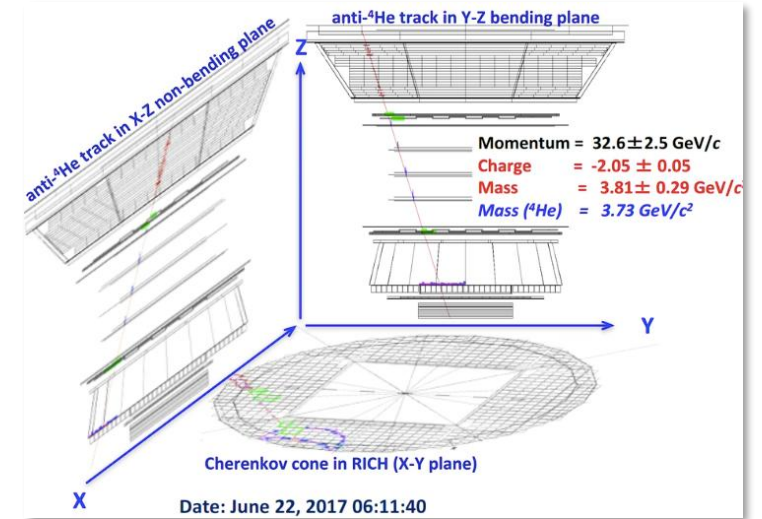 anti-⁴He track in Y-Z bending plane
anti-⁴He track in X-Z non-bending plane
Z
Momentum = 32.6±2.5 GeV/c
Charge = -2.05 ± 0.05
Mass = 3.81± 0.29 GeV/c
Mass (⁴He) = 3.73 GeV/c²
Y
Cherenkov cone in RICH (X-Y plane)
X
Date: June 22, 2017 06:11:40